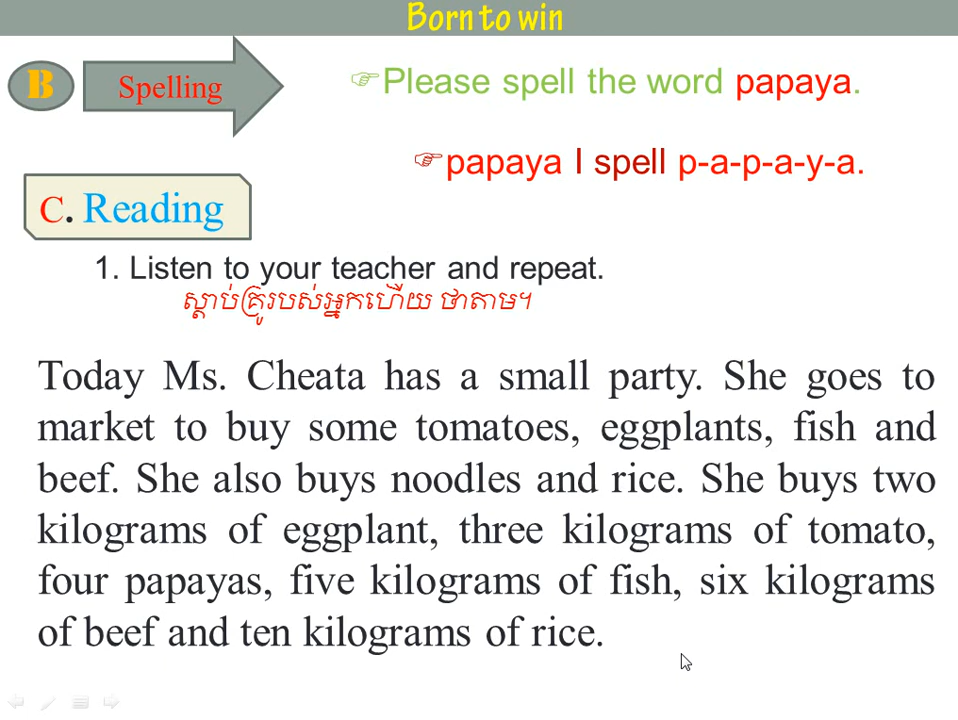 Born to win
B
Spelling
Please spell the word papaya.
papaya I spell p-a-p-a-y-a.
C. Reading
1. Listen to your teacher and repeat.
ស្តាប់គ្រូរបស់អ្នកហើយ ថាតាម។
Today Ms. Cheata has a small party. She goes to
market to buy some tomatoes, eggplants, fish and
beef. She also buys noodles and rice. She buys two
kilograms of eggplant, three kilograms of tomato,
four papayas, five kilograms of fish, six kilograms
of beef and ten kilograms of rice.